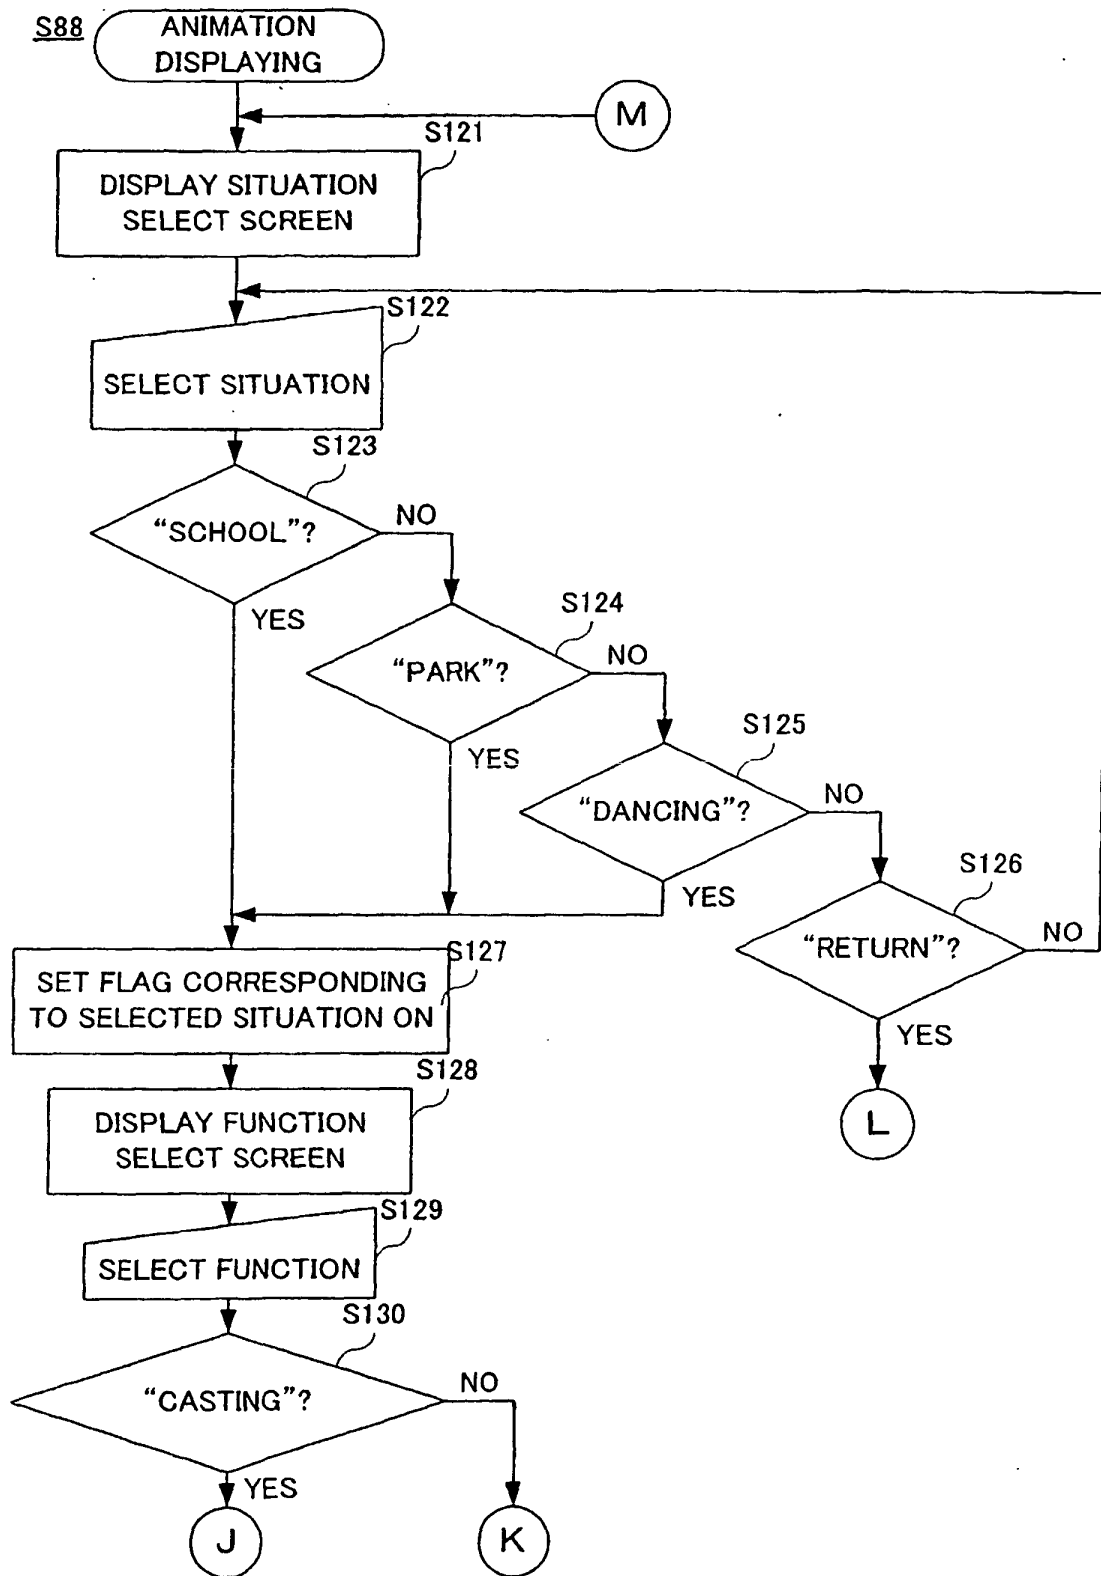 S88
ANIMATION
DISPLAYING
M
S121
DISPLAY SITUATION
SELECT SCREEN
S122
SELECT SITUATION
S123
“SCHOOL”?
NO
YES
S124
“PARK”?
NO
YES
S125
“DANCING”?
NO
YES
S126
“RETURN”?
NO
YES
L
S127
SET FLAG CORRESPONDING
TO SELECTED SITUATION ON
S128
DISPLAY FUNCTION
SELECT SCREEN
S129
SELECT FUNCTION
S130
“CASTING”?
NO
YES
J
K